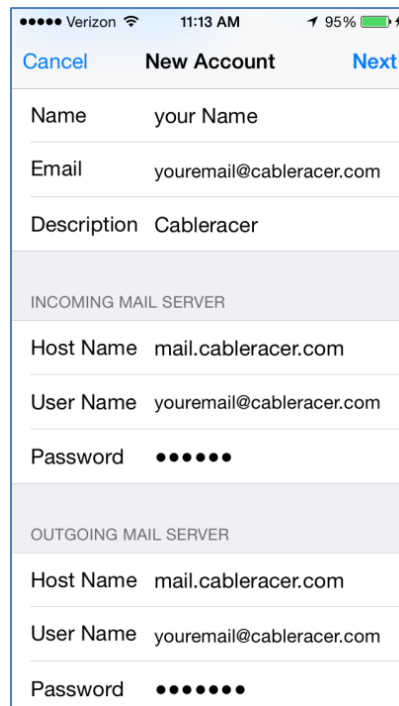 ●●●●● Verizon 11:13 AM 95%
Cancel New Account Next
Name your Name
Email youremail@cableracer.com
Description Cableracer
INCOMING MAIL SERVER
Host Name mail.cableracer.com
User Name youremail@cableracer.com
Password ●●●●●●
OUTGOING MAIL SERVER
Host Name mail.cableracer.com
User Name youremail@cableracer.com
Password ●●●●●●●